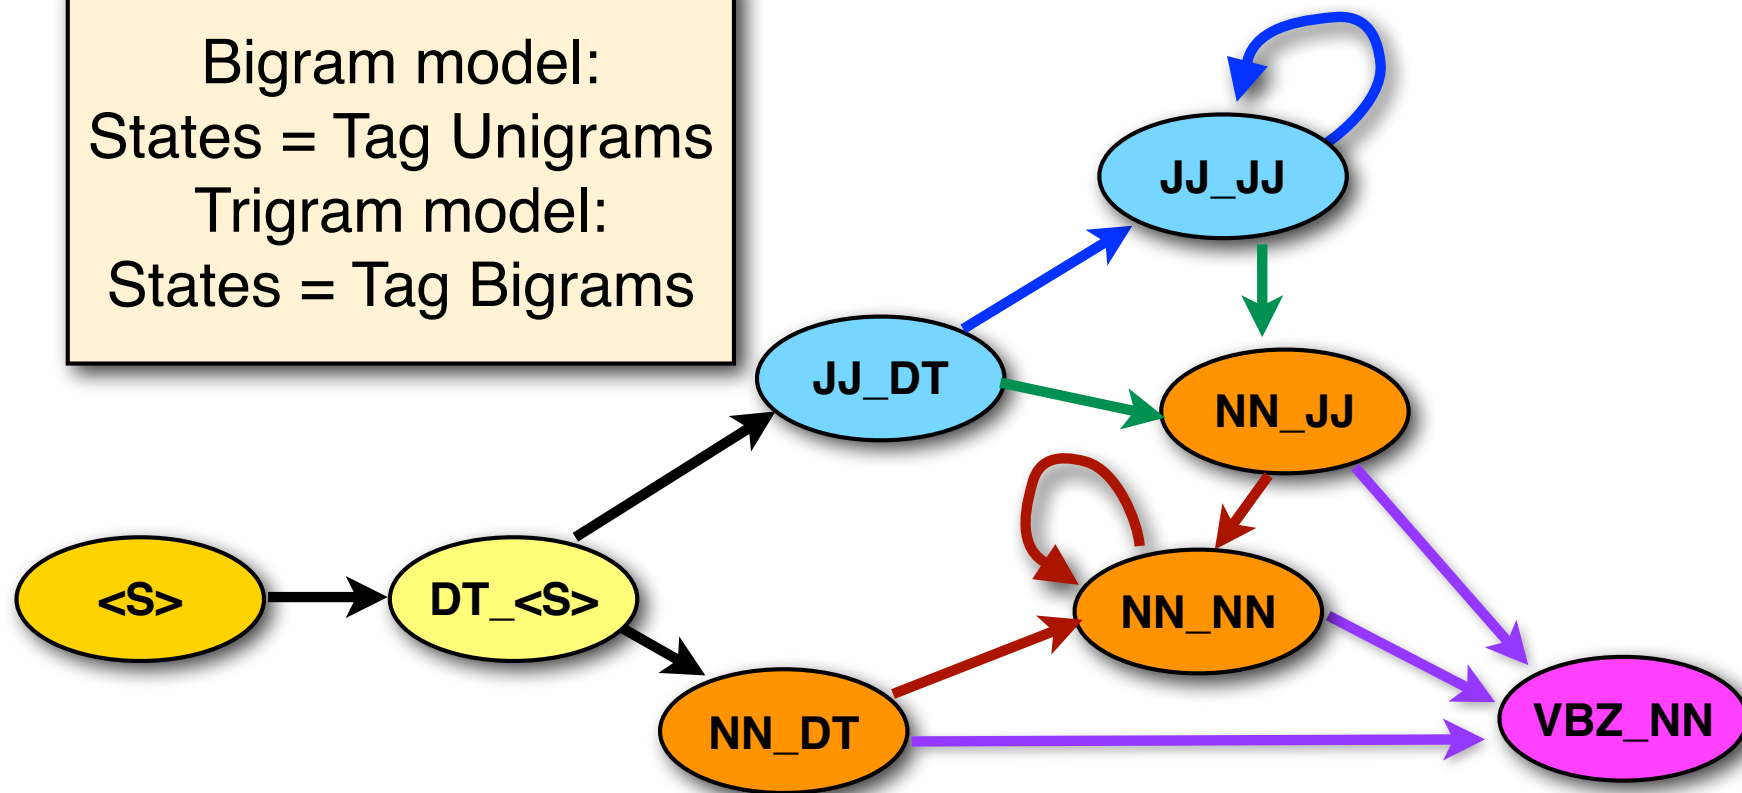 Bigram model:
States = Tag Unigrams
Trigram model:
States = Tag Bigrams
JJ_JJ
JJ_DT
NN_JJ
<S>
DT_<S>
NN_NN
NN_DT
VBZ_NN